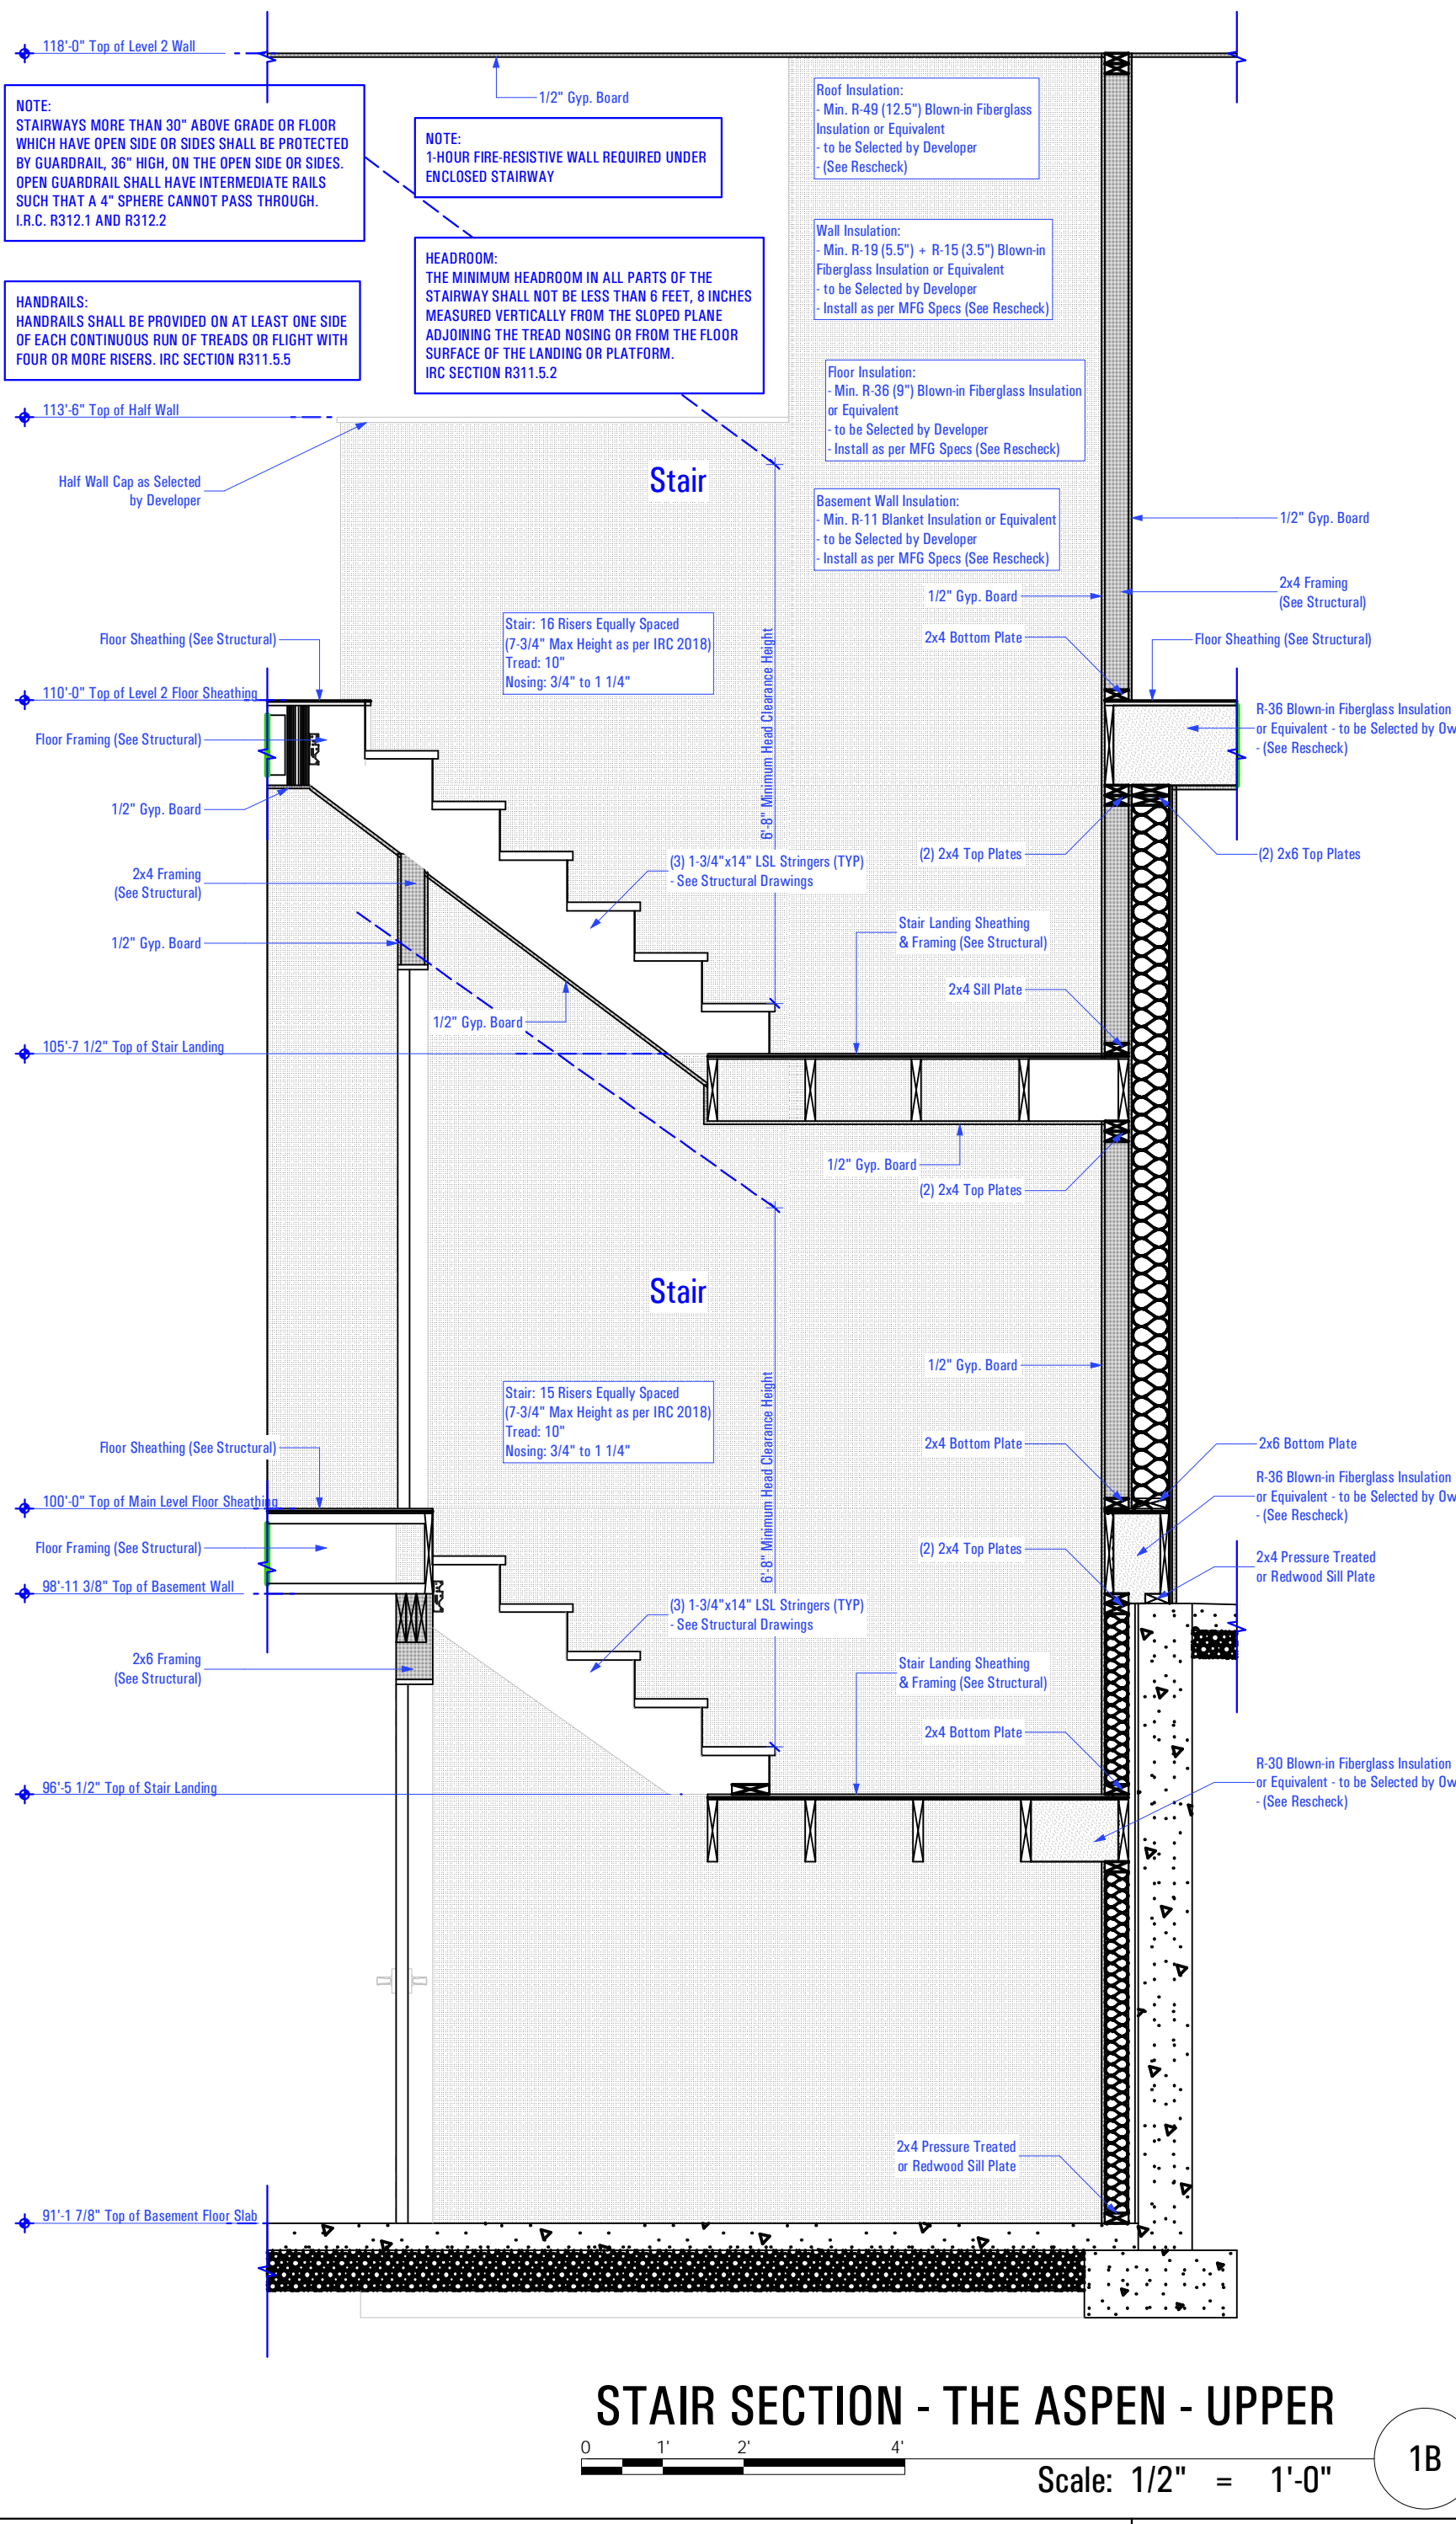 118'-0" Top of Level 2 Wall
1/2" Gyp. Board
NOTE:
STAIRWAYS MORE THAN 30" ABOVE GRADE OR FLOOR
WHICH HAVE OPEN SIDE OR SIDES SHALL BE PROTECTED
BY GUARDRAIL, 36" HIGH, ON THE OPEN SIDE OR SIDES.
OPEN GUARDRAIL SHALL HAVE INTERMEDIATE RAILS
SUCH THAT A 4" SPHERE CANNOT PASS THROUGH.
I.R.C. R312.1 AND R312.2
NOTE:
1-HOUR FIRE-RESISTIVE WALL REQUIRED UNDER
ENCLOSED STAIRWAY
Roof Insulation:
- Min. R-49 (12.5") Blown-in Fiberglass
Insulation or Equivalent
- to be Selected by Developer
- (See Rescheck)
HANDRAILS:
HANDRAILS SHALL BE PROVIDED ON AT LEAST ONE SIDE
OF EACH CONTINUOUS RUN OF TREADS OR FLIGHT WITH
FOUR OR MORE RISERS. IRC SECTION R311.5.5
HEADROOM:
THE MINIMUM HEADROOM IN ALL PARTS OF THE
STAIRWAY SHALL NOT BE LESS THAN 6 FEET, 8 INCHES
MEASURED VERTICALLY FROM THE SLOPED PLANE
ADJOINING THE TREAD NOSING OR FROM THE FLOOR
SURFACE OF THE LANDING OR PLATFORM.
IRC SECTION R311.5.2
Wall Insulation:
- Min. R-19 (5.5") + R-15 (3.5") Blown-in
Fiberglass Insulation or Equivalent
- to be Selected by Developer
- Install as per MFG Specs (See Rescheck)
Floor Insulation:
- Min. R-36 (9") Blown-in Fiberglass Insulation
or Equivalent
- to be Selected by Developer
- Install as per MFG Specs (See Rescheck)
113'-6" Top of Half Wall
Half Wall Cap as Selected
by Developer
Stair
Basement Wall Insulation:
- Min. R-11 Blanket Insulation or Equivalent
- to be Selected by Developer
- Install as per MFG Specs (See Rescheck)
1/2" Gyp. Board
2x4 Framing
(See Structural)
1/2" Gyp. Board
2x4 Bottom Plate
Floor Sheathing (See Structural)
Stair: 16 Risers Equally Spaced
(7-3/4" Max Height as per IRC 2018)
Tread: 10"
Nosing: 3/4" to 1 1/4"
6'-8" Minimum Head Clearance Height
Floor Sheathing (See Structural)
110'-0" Top of Level 2 Floor Sheathing
Floor Framing (See Structural)
R-36 Blown-in Fiberglass Insulation
or Equivalent - to be Selected by Ow
- (See Rescheck)
1/2" Gyp. Board
(2) 2x4 Top Plates
(2) 2x6 Top Plates
2x4 Framing
(See Structural)
(3) 1-3/4"x14" LSL Stringers (TYP)
- See Structural Drawings
1/2" Gyp. Board
Stair Landing Sheathing
& Framing (See Structural)
2x4 Sill Plate
1/2" Gyp. Board
105'-7 1/2" Top of Stair Landing
1/2" Gyp. Board
(2) 2x4 Top Plates
Stair
1/2" Gyp. Board
Stair: 15 Risers Equally Spaced
(7-3/4" Max Height as per IRC 2018)
Tread: 10"
Nosing: 3/4" to 1 1/4"
6'-8" Minimum Head Clearance Height
2x4 Bottom Plate
2x6 Bottom Plate
Floor Sheathing (See Structural)
R-36 Blown-in Fiberglass Insulation
or Equivalent - to be Selected by Ow
- (See Rescheck)
100'-0" Top of Main Level Floor Sheathing
Floor Framing (See Structural)
(2) 2x4 Top Plates
2x4 Pressure Treated
or Redwood Sill Plate
98'-11 3/8" Top of Basement Wall
(3) 1-3/4"x14" LSL Stringers (TYP)
- See Structural Drawings
2x6 Framing
(See Structural)
Stair Landing Sheathing
& Framing (See Structural)
2x4 Bottom Plate
96'-5 1/2" Top of Stair Landing
R-30 Blown-in Fiberglass Insulation
or Equivalent - to be Selected by Ow
- (See Rescheck)
2x4 Pressure Treated
or Redwood Sill Plate
91'-1 7/8" Top of Basement Floor Slab
STAIR SECTION - THE ASPEN - UPPER
0 1' 2' 4'
Scale: 1/2" = 1'-0"
1B